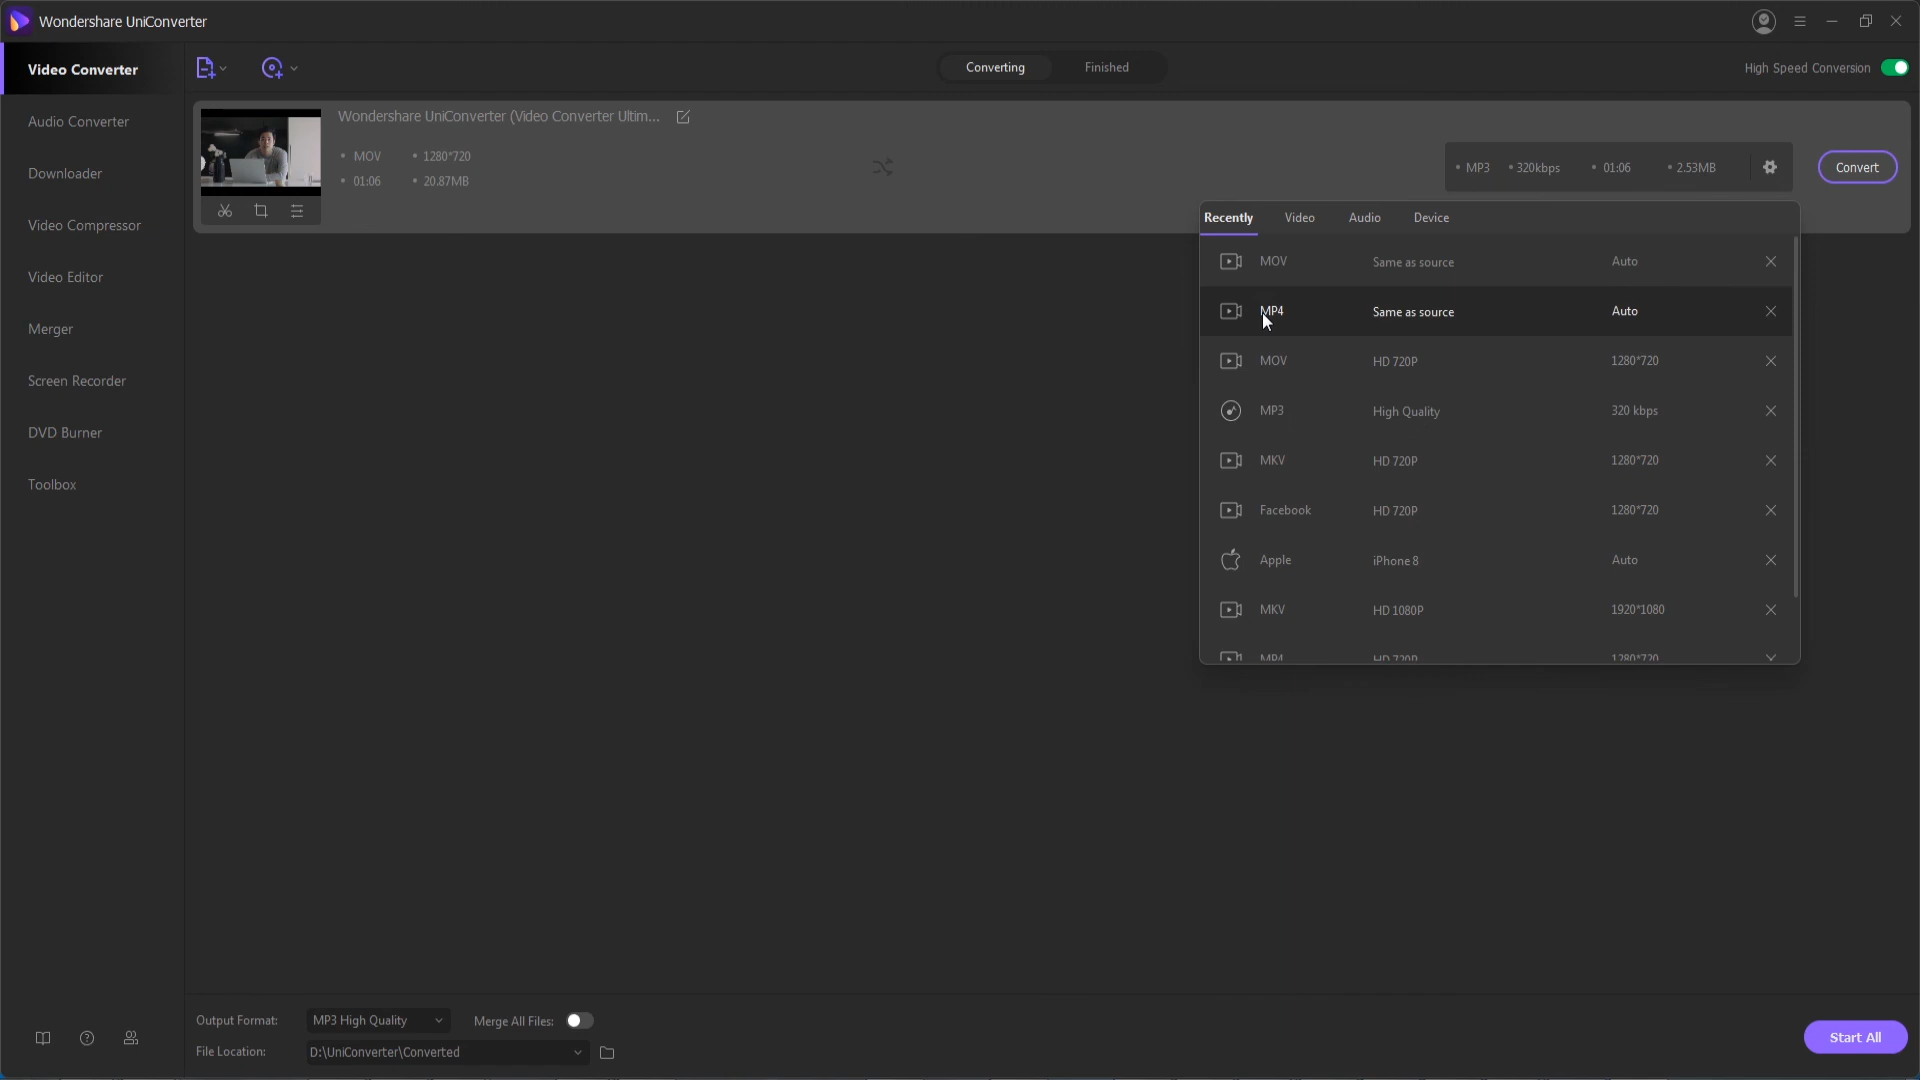 Wondershare UniConverter
Video Converter
Converting
Finished
High Speed Conversion
Audio Converter
Downloader
Video Compressor
Video Editor
Merger
Screen Recorder
DVD Burner
Toolbox
Wondershare UniConverter (Video Converter Ultim...
• MOV • 1280*720
• 01:06 • 20.87MB
• MP3 • 320kbps • 01:06 • 2.53MB
Convert
Recently Video Audio Device
MOV Same as source Auto
MP4 Same as source Auto
MOV HD 720P 1280*720
MP3 High Quality 320 kbps
MKV HD 720P 1280*720
Facebook HD 720P 1280*720
Apple iPhone 8 Auto
MKV HD 1080P 1920*1080
MP4 HD 720P 1280*720
Output Format: MP3 High Quality Merge All Files:
File Location: D:\UniConverter\Converted
Start All